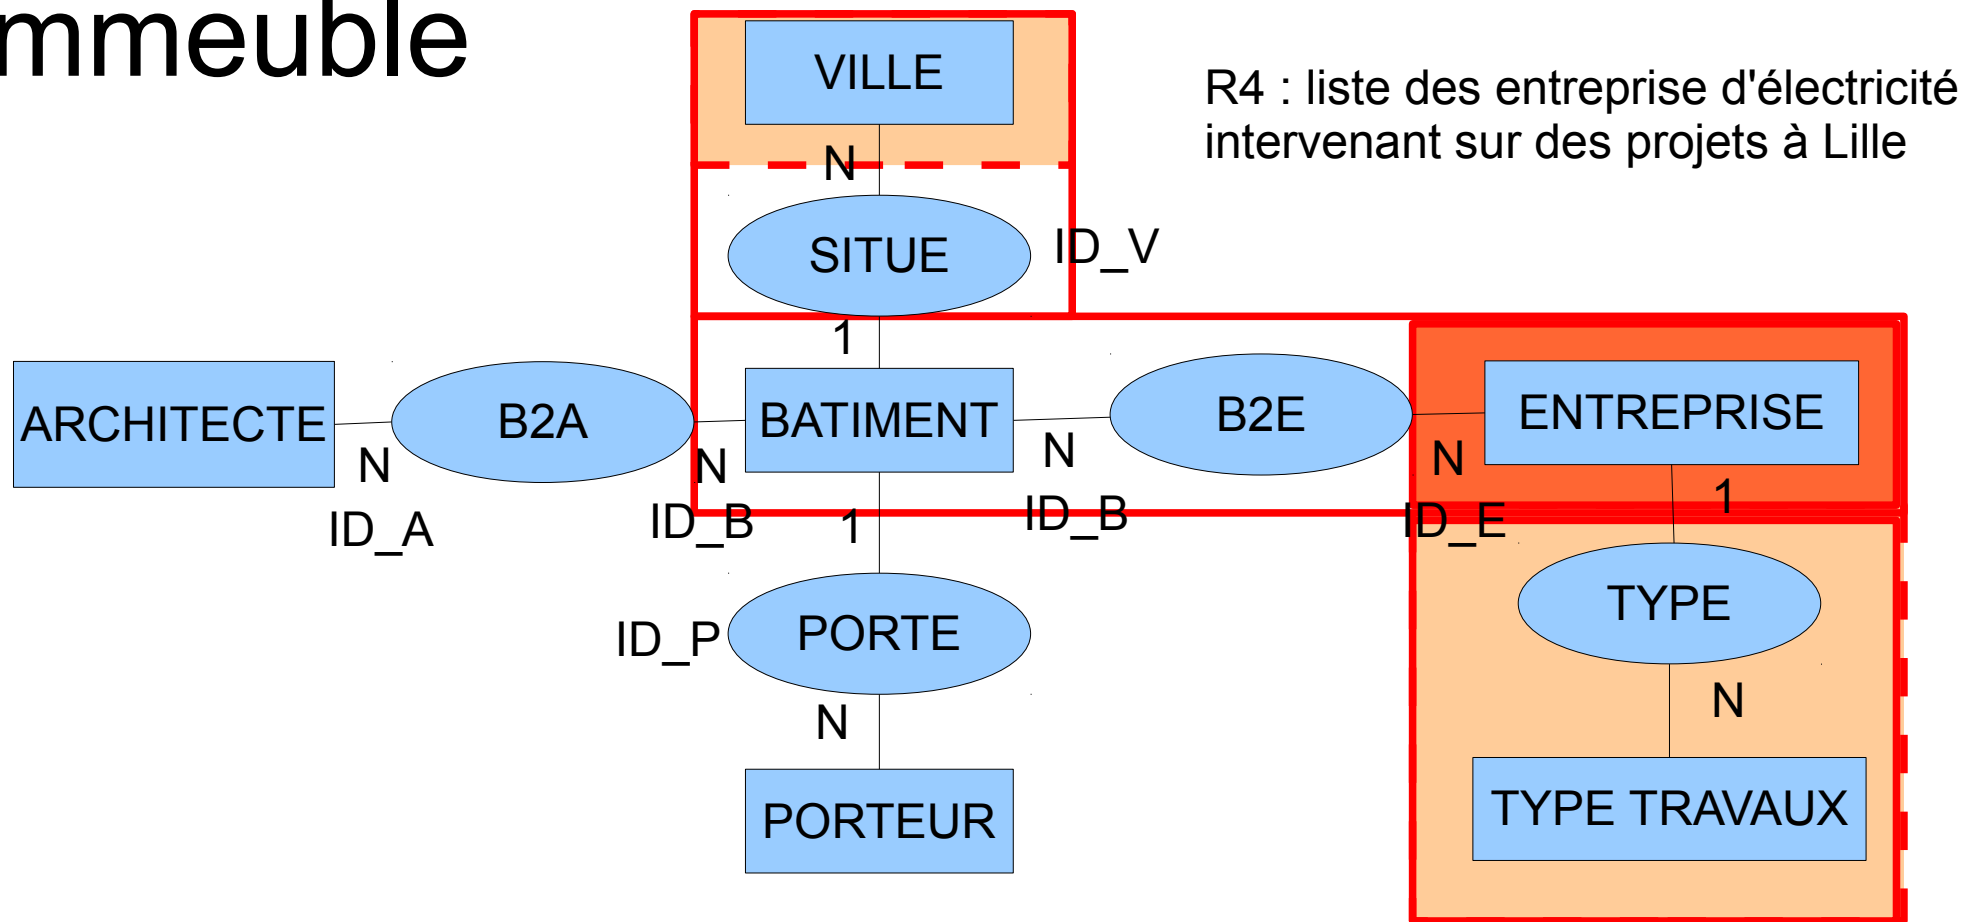 mmeuble
VILLE
R4 : liste des entreprise d'électricité
intervenant sur des projets à Lille
N
SITUE
ID_V
1
ARCHITECTE
B2A
BATIMENT
B2E
ENTREPRISE
N
N
N
N
1
ID_A
ID_B
1
ID_B
ID_E
TYPE
ID_P
PORTE
N
N
TYPE TRAVAUX
PORTEUR